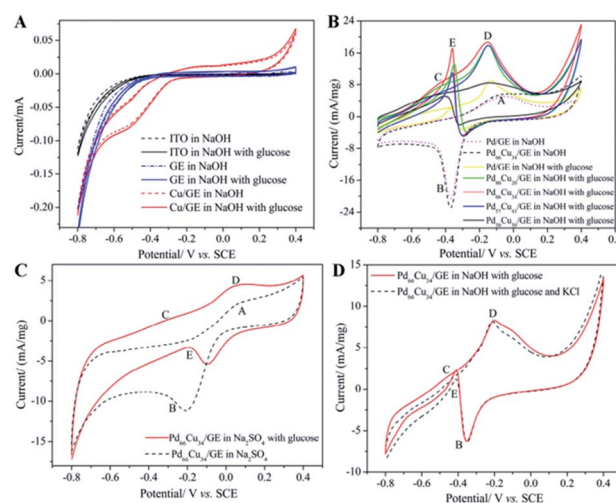 A
Current/mA
0.05
0.00
-0.05
-0.10
-0.15
-0.20
ITO in NaOH
ITO in NaOH with glucose
GE in NaOH
GE in NaOH with glucose
Cu/GE in NaOH
Cu/GE in NaOH with glucose
-0.8 -0.6 -0.4 -0.2 0.0 0.2 0.4
Potential/ V vs. SCE
B
Current/ (mA/mg)
24
16
8
0
-8
-16
-24
C
E
D
A
B
Pd/GE in NaOH
Pd66Cu34/GE in NaOH
Pd/GE in NaOH with glucose
Pd80Cu20/GE in NaOH with glucose
Pd66Cu34/GE in NaOH with glucose
/GE in NaOH with glucose
/GE in NaOH with glucose
-0.8 -0.6 -0.4 -0.2 0.0 0.2 0.4
Potential/ V vs. SCE
C
Current/ (mA/mg)
5
0
-5
-10
-15
C
D
A
E
B
Pd66Cu34/GE in Na2SO4 with glucose
Pd66Cu34/GE in Na2SO4
-0.8 -0.6 -0.4 -0.2 0.0 0.2 0.4
Potential/ V vs. SCE
D
Current/ (mA/mg)
15
10
5
0
-5
-10
Pd66Cu34/GE in NaOH with glucose
Pd66Cu34/GE in NaOH with glucose and KCl
D
C
E
B
-0.8 -0.6 -0.4 -0.2 0.0 0.2 0.4
Potential/ V vs. SCE